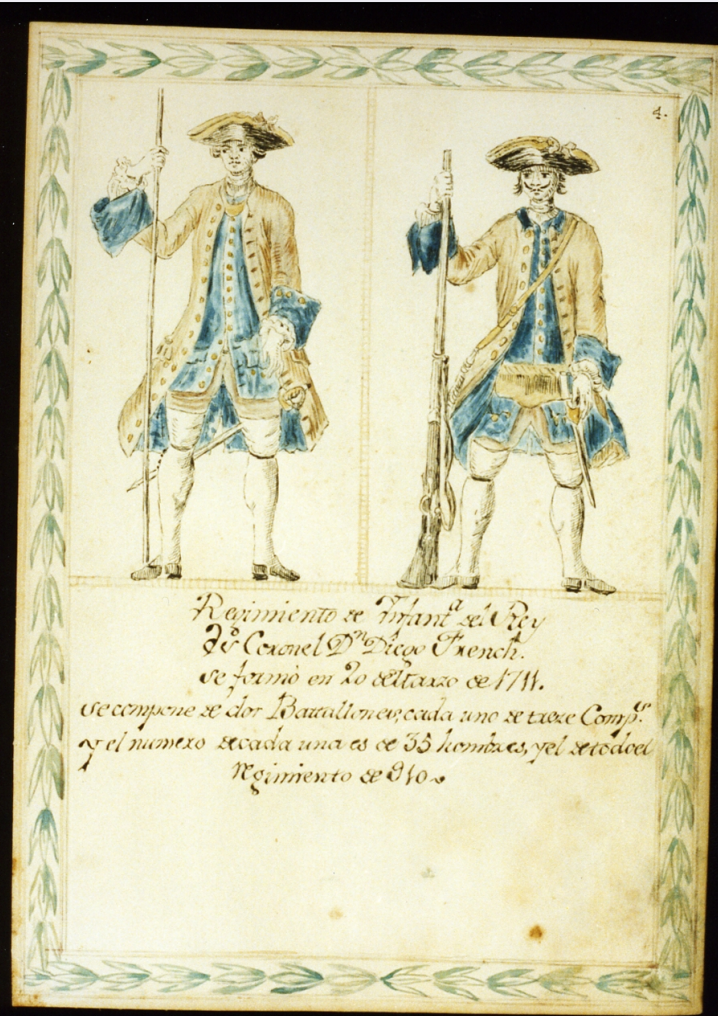 4.
Regimiento de Infant.ª del Rey
Coronel D.n Diego French.
se formó en 20 de Marzo de 1711.
se compone de dos Batallones, cada uno de treze Comp.s
y el numero de cada una es de 35 hombres, y el de todo el
regimiento de 910